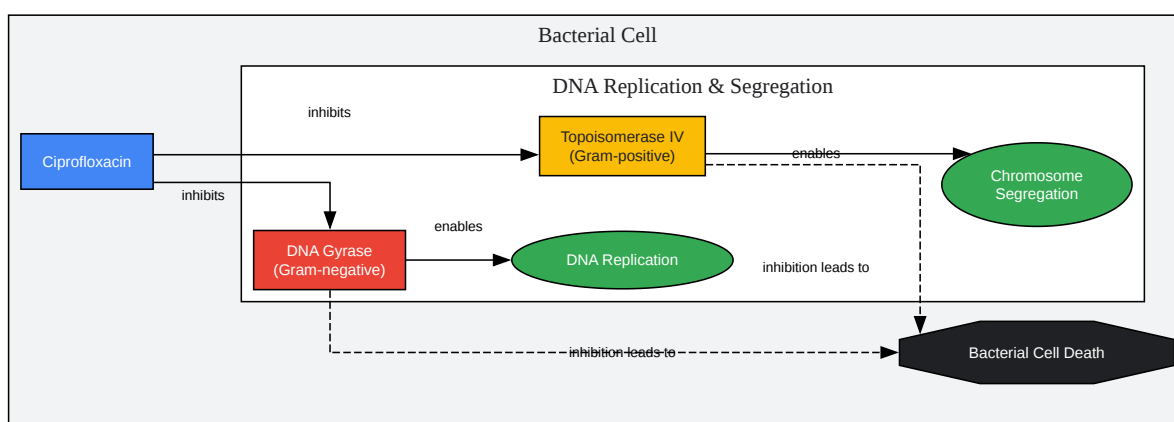 Bacterial Cell
DNA Replication & Segregation
inhibits
Topoisomerase IV
(Gram-positive)
enables
Ciprofloxacin
Chromosome
Segregation
inhibits
enables
DNA Gyrase
(Gram-negative)
DNA Replication
inhibition leads to
inhibition leads to
Bacterial Cell Death